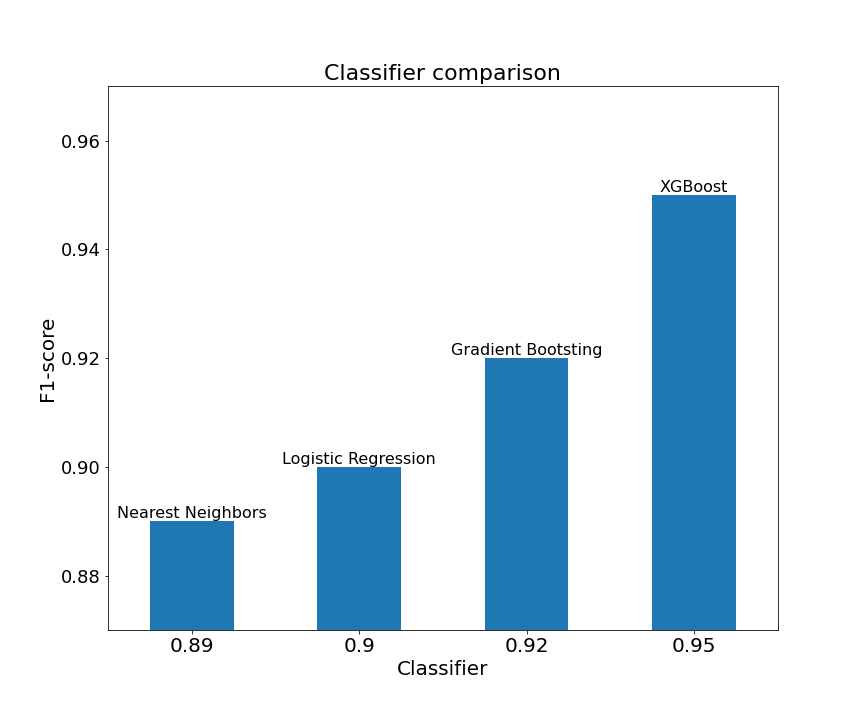 Classifier comparison
0.96
XGBoost
0.94
Gradient Bootsting
0.92
F1-score
Logistic Regression
0.90
Nearest Neighbors
0.88
0.89 0.9 0.92 0.95
Classifier